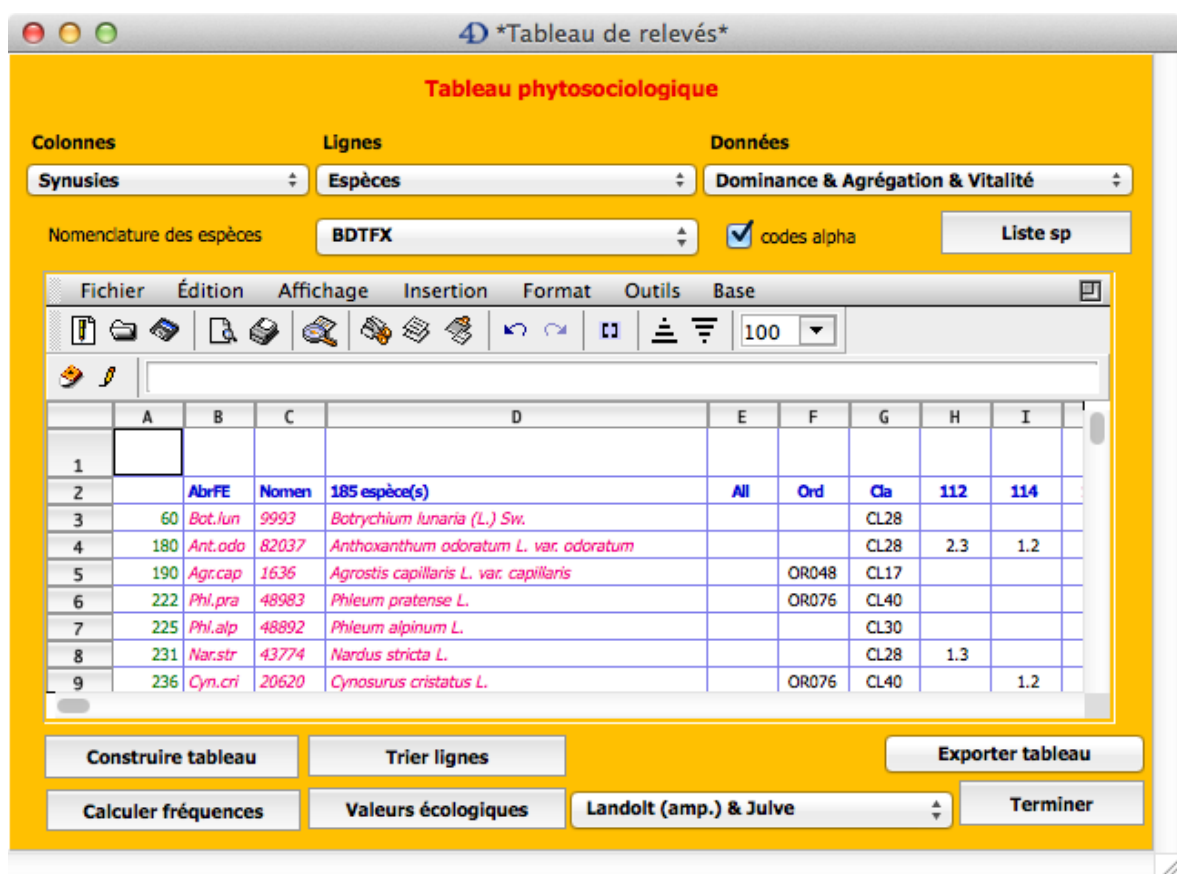 4D *Tableau de relevés*
Tableau phytosociologique
Colonnes Lignes Données
Synusies Espèces Dominance & Agrégation & Vitalité
Nomenclature des espèces BDTFX codes alpha Liste sp
Fichier Édition Affichage Insertion Format Outils Base
100
A B C D E F G H I
1
2 AbrFE Nomen 185 espèce(s) All Ord Cla 112 114
3 60 Bot.lun 9993 Botrychium lunaria (L.) Sw. CL28
4 180 Ant.odo 82037 Anthoxanthum odoratum L. var. odoratum CL28 2.3 1.2
5 190 Agr.cap 1636 Agrostis capillaris L. var. capillaris OR048 CL17
6 222 Phl.pra 48983 Phleum pratense L. OR076 CL40
7 225 Phl.alp 48892 Phleum alpinum L. CL30
8 231 Nar.str 43774 Nardus stricta L. CL28 1.3
9 236 Cyn.cri 20620 Cynosurus cristatus L. OR076 CL40 1.2
Construire tableau Trier lignes Exporter tableau
Calculer fréquences Valeurs écologiques Landolt (amp.) & Julve Terminer